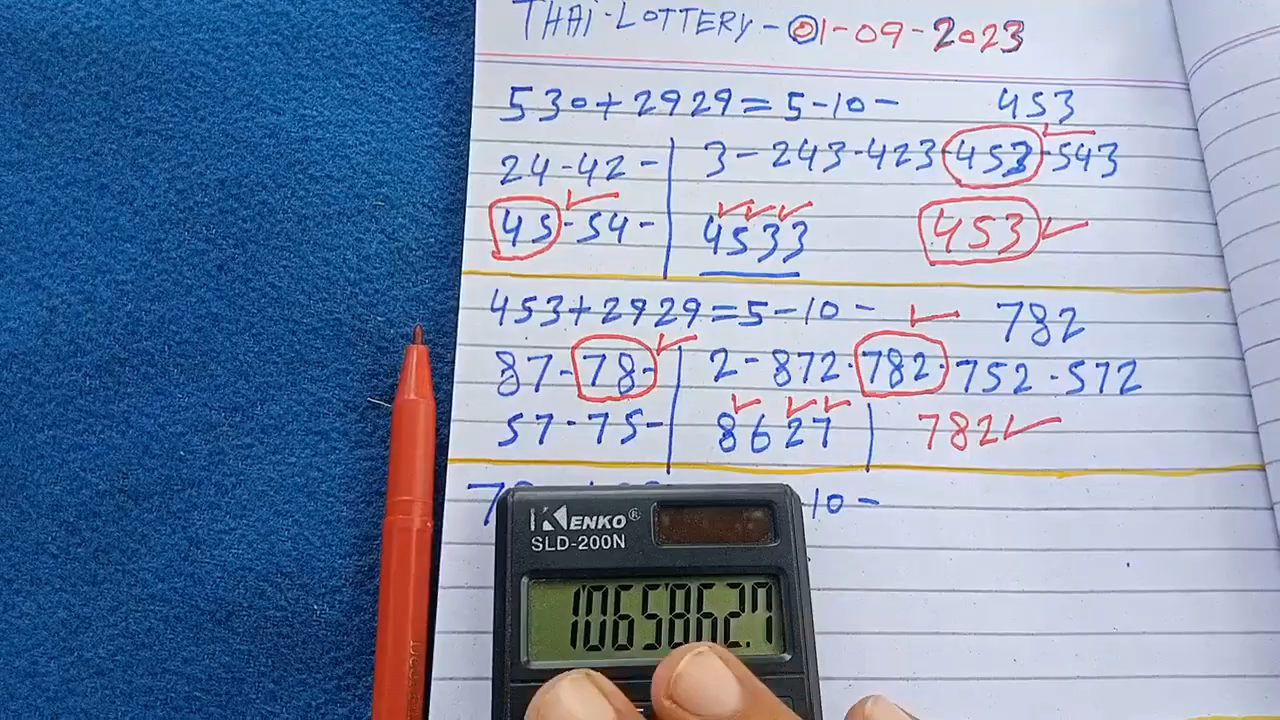 THAI-LOTTERY-01-09-2023
530+2929=5-10- 453
24-42- 3-243-423-453-543
45-54- 4533 453
453+2929=5-10- 782
87-78- 2-872-782-752-572
57-75- 8627 782
10-
KENKO®
SLD-200N
1065862.7